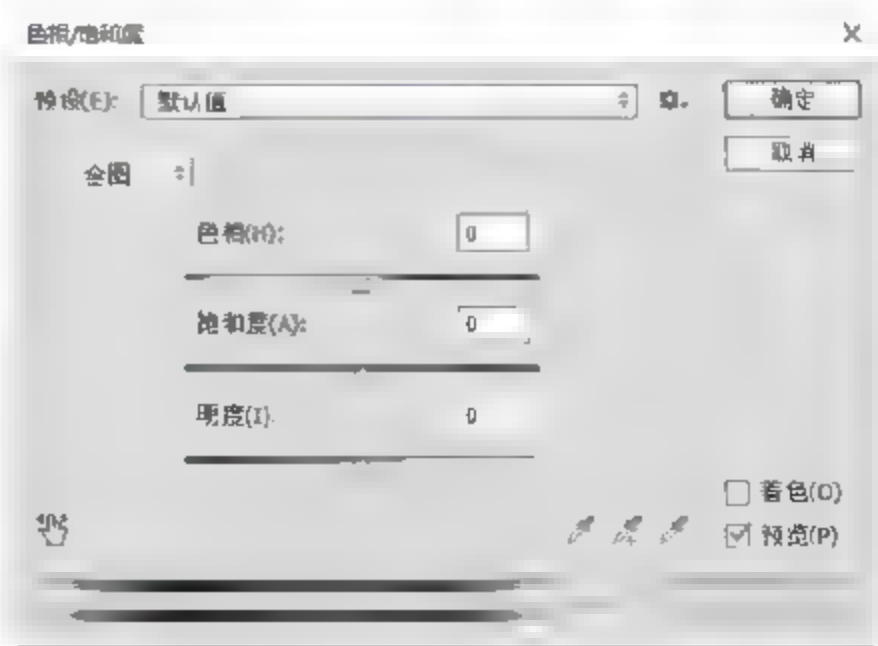 色相/饱和度
预设(E): 默认值
确定
取消
全图
色相(H): 0
饱和度(A): 0
明度(I): 0
着色(O)
预览(P)